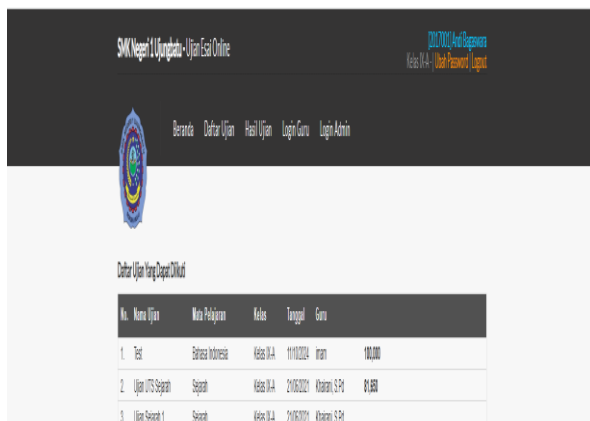 SMK Negeri 1 Ujungbatu - Ujian Esai Online
[2017001] Andi Bageswara
Kelas IX-A - | Ubah Password | Logout
Beranda Daftar Ujian Hasil Ujian Login Guru Login Admin
Daftar Ujian Yang Dapat Diikuti
No. Nama Ujian Mata Pelajaran Kelas Tanggal Guru
1. Test Bahasa Indonesia Kelas IX-A 11/10/2024 Imam 100,000
2. Ujian UTS Sejarah Sejarah Kelas IX-A 21/06/2021 Khairani, S.Pd 81,650
3. Ujian Sejarah 1 Sejarah Kelas IX-A 21/06/2021 Khairani, S.Pd